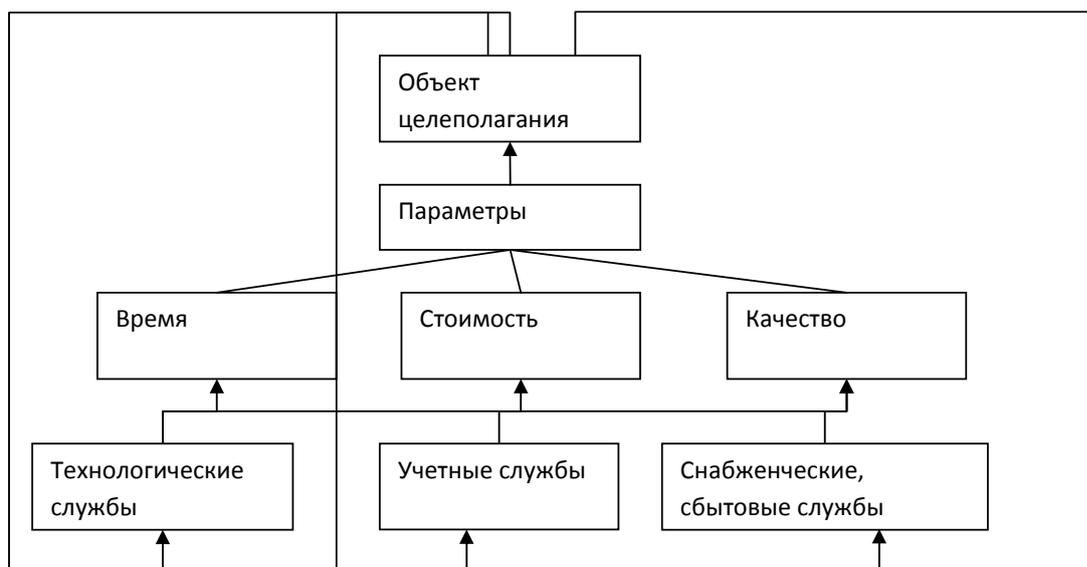 Объект
целеполагания
Параметры
Время
Стоимость
Качество
Технологические
службы
Учетные службы
Снабженческие,
сбытовые службы